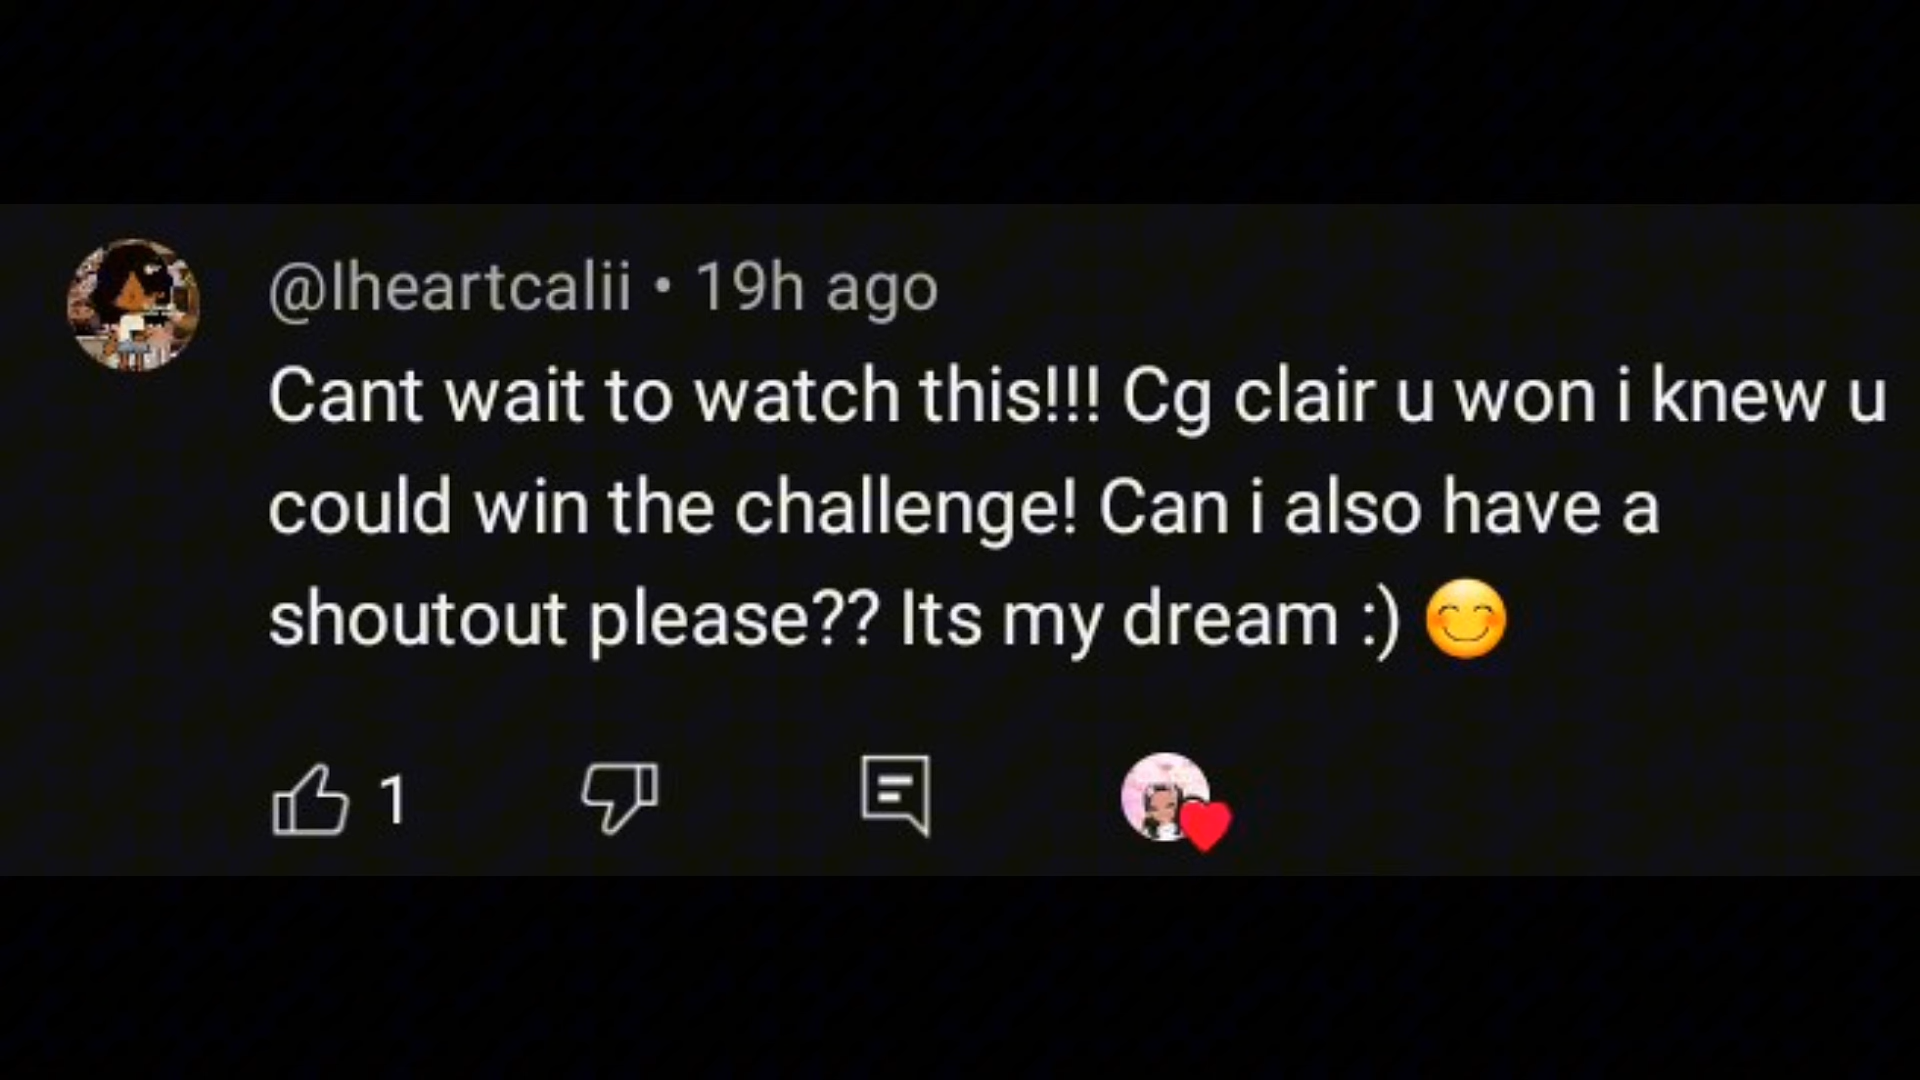 @Iheartcalii • 19h ago
Cant wait to watch this!!! Cg clair u won i knew u
could win the challenge! Can i also have a
shoutout please?? Its my dream :) 😊
1